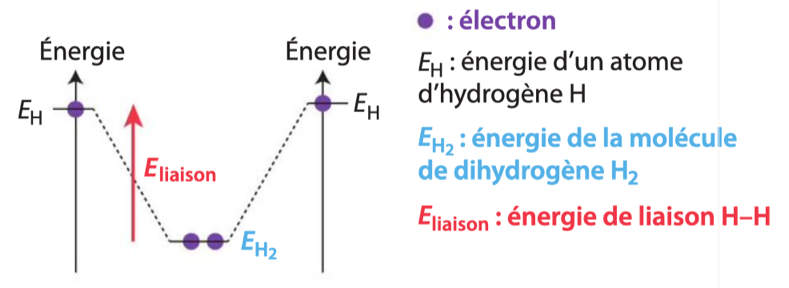 Énergie
E_H
E_liaison
E_H₂
Énergie
E_H
: électron
E_H : énergie d’un atome
d’hydrogène H
E_H₂ : énergie de la molécule
de dihydrogène H₂
E_liaison : énergie de liaison H–H